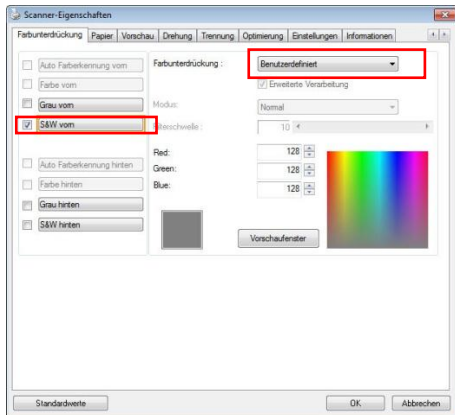 Scanner-Eigenschaften
Farbunterdrückung Papier Vorschau Drehung Trennung Optimierung Einstellungen Informationen
Auto Farberkennung vorn
Farbe vorn
Grau vorn
S&W vorn
Auto Farberkennung hinten
Farbe hinten
Grau hinten
S&W hinten
Farbunterdrückung : Benutzerdefiniert
Erweiterte Verarbeitung
Modus: Normal
Filterschwelle : 10
Red: 128
Green: 128
Blue: 128
Vorschaufenster
Standardwerte OK Abbrechen